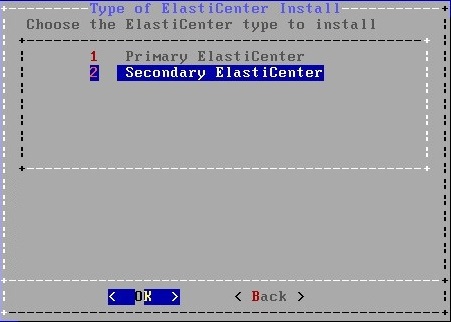 Type of ElastiCenter Install
Choose the ElastiCenter type to install
1 Primary ElastiCenter
2 Secondary ElastiCenter
< OK > < Back >